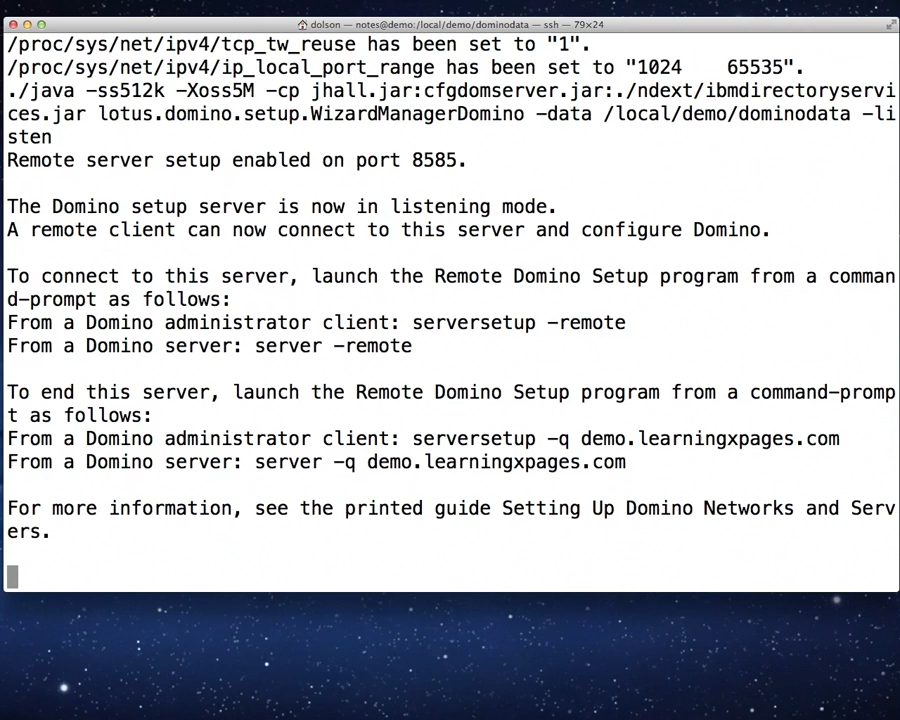 dolson — notes@demo:/local/demo/dominodata — ssh — 79×24
/proc/sys/net/ipv4/tcp_tw_reuse has been set to "1".
/proc/sys/net/ipv4/ip_local_port_range has been set to "1024    65535".
./java -ss512k -Xoss5M -cp jhall.jar:cfgdomserver.jar:./ndext/ibmdirectoryservi
ces.jar lotus.domino.setup.WizardManagerDomino -data /local/demo/dominodata -li
sten
Remote server setup enabled on port 8585.
The Domino setup server is now in listening mode.
A remote client can now connect to this server and configure Domino.
To connect to this server, launch the Remote Domino Setup program from a comman
d-prompt as follows:
From a Domino administrator client: serversetup -remote
From a Domino server: server -remote
To end this server, launch the Remote Domino Setup program from a command-promp
t as follows:
From a Domino administrator client: serversetup -q demo.learningxpages.com
From a Domino server: server -q demo.learningxpages.com
For more information, see the printed guide Setting Up Domino Networks and Serv
ers.